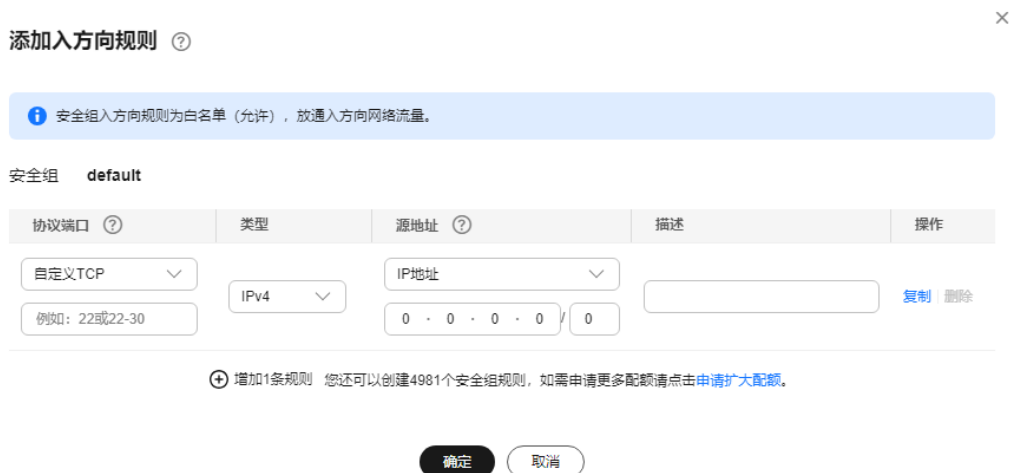 添加入方向规则 ?
安全组入方向规则为白名单（允许），放通入方向网络流量。
安全组 default
协议端口 ? 类型 源地址 ? 描述 操作
自定义TCP IP地址
IPv4 复制 删除
例如：22或22-30 0 . 0 . 0 . 0 / 0
增加1条规则 您还可以创建4981个安全组规则，如需申请更多配额请点击申请扩大配额。
确定 取消